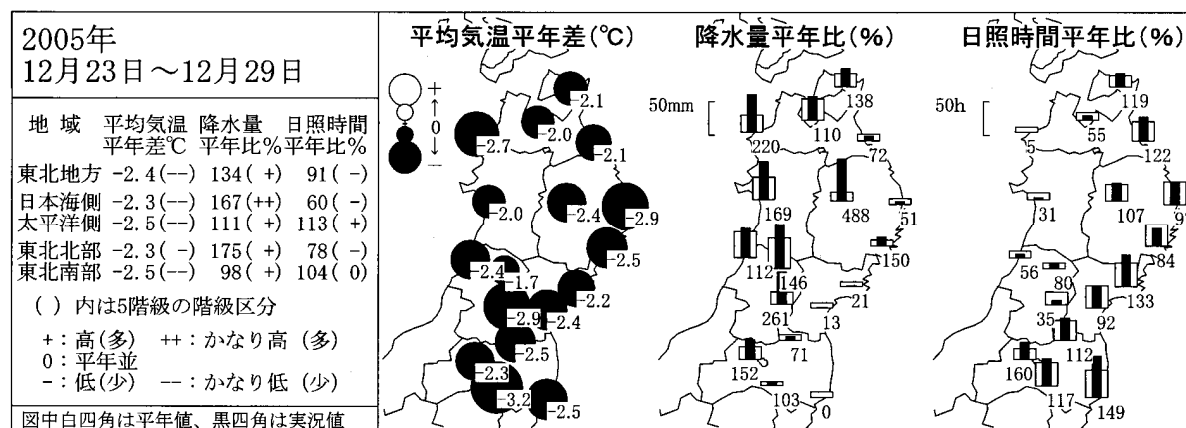 2005年
12月23日～12月29日
地域 平均気温 降水量 日照時間
平年差℃ 平年比% 平年比%
東北地方 -2.4(--) 134( +) 91( -)
日本海側 -2.3(--) 167(++) 60( -)
太平洋側 -2.5(--) 111( +) 113( +)
東北北部 -2.3( -) 175( +) 78( -)
東北南部 -2.5(--) 98( +) 104( 0)
( ) 内は5階級の階級区分
+：高(多) ++：かなり高 (多)
0：平年並
-：低(少) --：かなり低 (少)
図中白四角は平年値、黒四角は実況値
平均気温平年差(℃)
+
↑
0
↓
-
-2.1
-2.0
-2.7
-2.1
-2.0
-2.4
-2.9
-2.5
-2.4
-1.7
-2.2
-2.9
-2.4
-2.5
-2.3
-3.2
-2.5
降水量平年比(%)
50mm
138
110
220
72
169
488
51
150
112
146
21
261
13
71
152
103
0
日照時間平年比(%)
50h
119
55
5
122
31
107
84
56
80
133
35
92
112
160
117
149